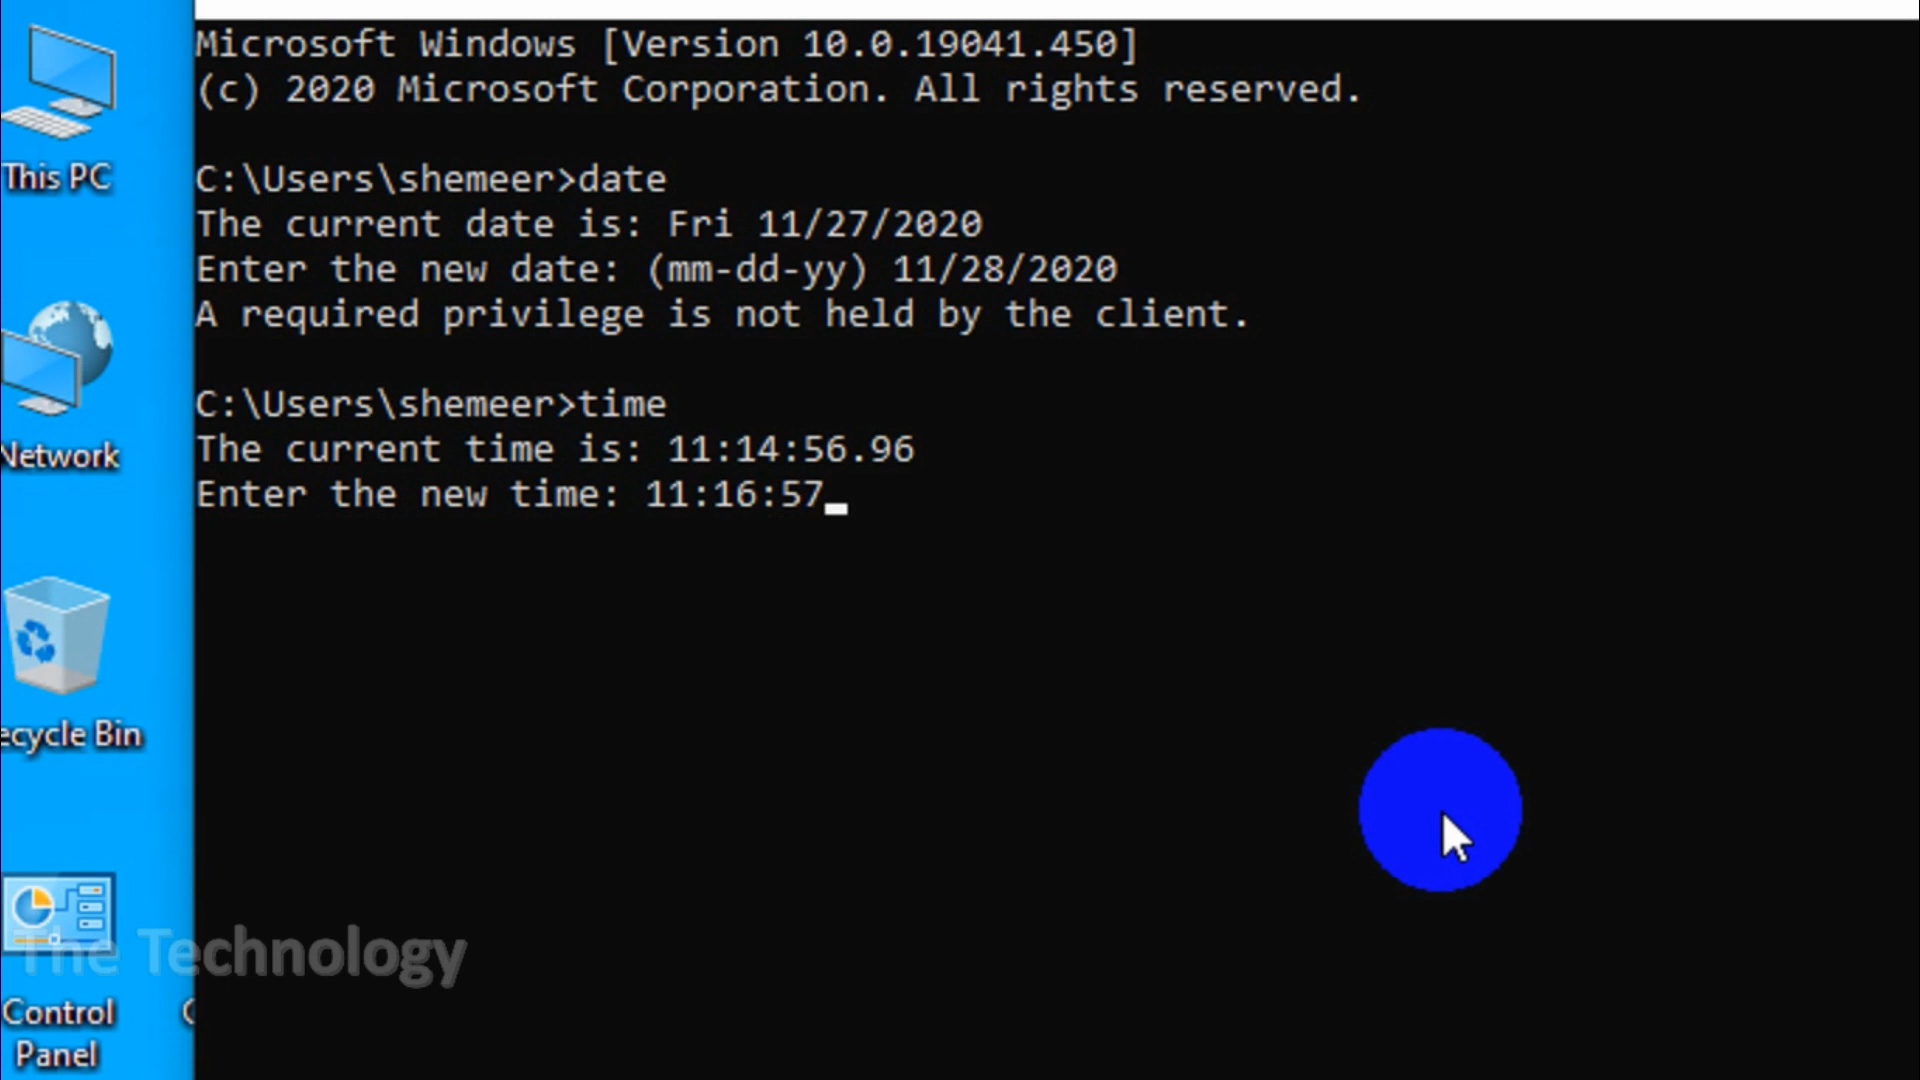 Microsoft Windows [Version 10.0.19041.450]
(c) 2020 Microsoft Corporation. All rights reserved.
C:\Users\shemeer>date
The current date is: Fri 11/27/2020
Enter the new date: (mm-dd-yy) 11/28/2020
A required privilege is not held by the client.
C:\Users\shemeer>time
The current time is: 11:14:56.96
Enter the new time: 11:16:57
This PC
Network
ecycle Bin
Control
Panel
The Technology